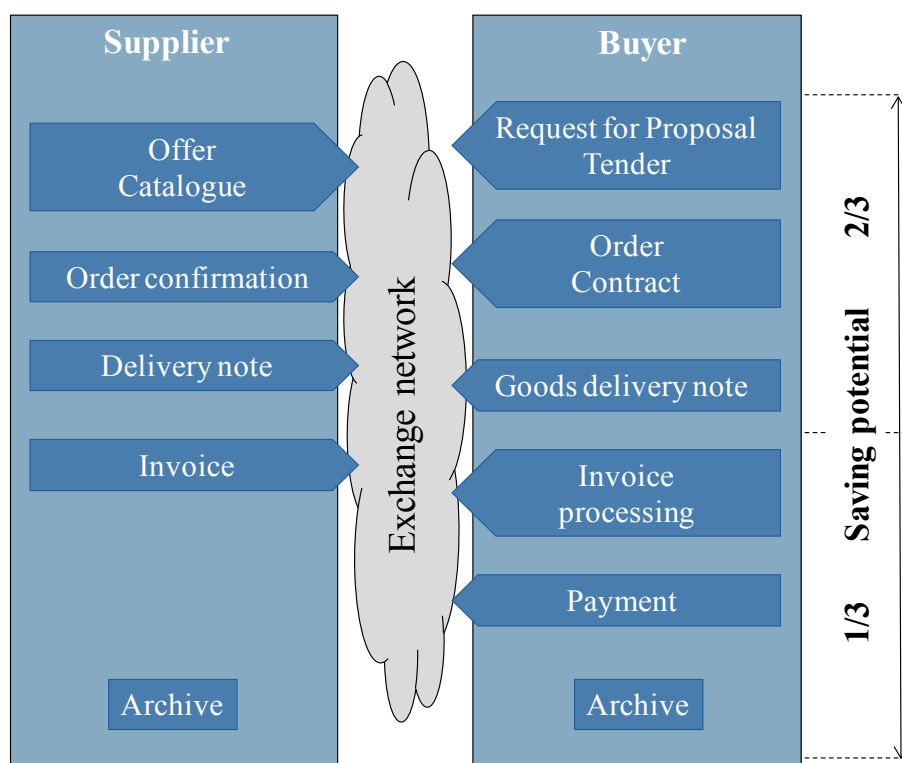 Supplier
Offer
Catalogue
Order confirmation
Delivery note
Invoice
Archive
Exchange network
Buyer
Request for Proposal
Tender
Order
Contract
Goods delivery note
Invoice
processing
Payment
Archive
Saving potential
2/3
1/3